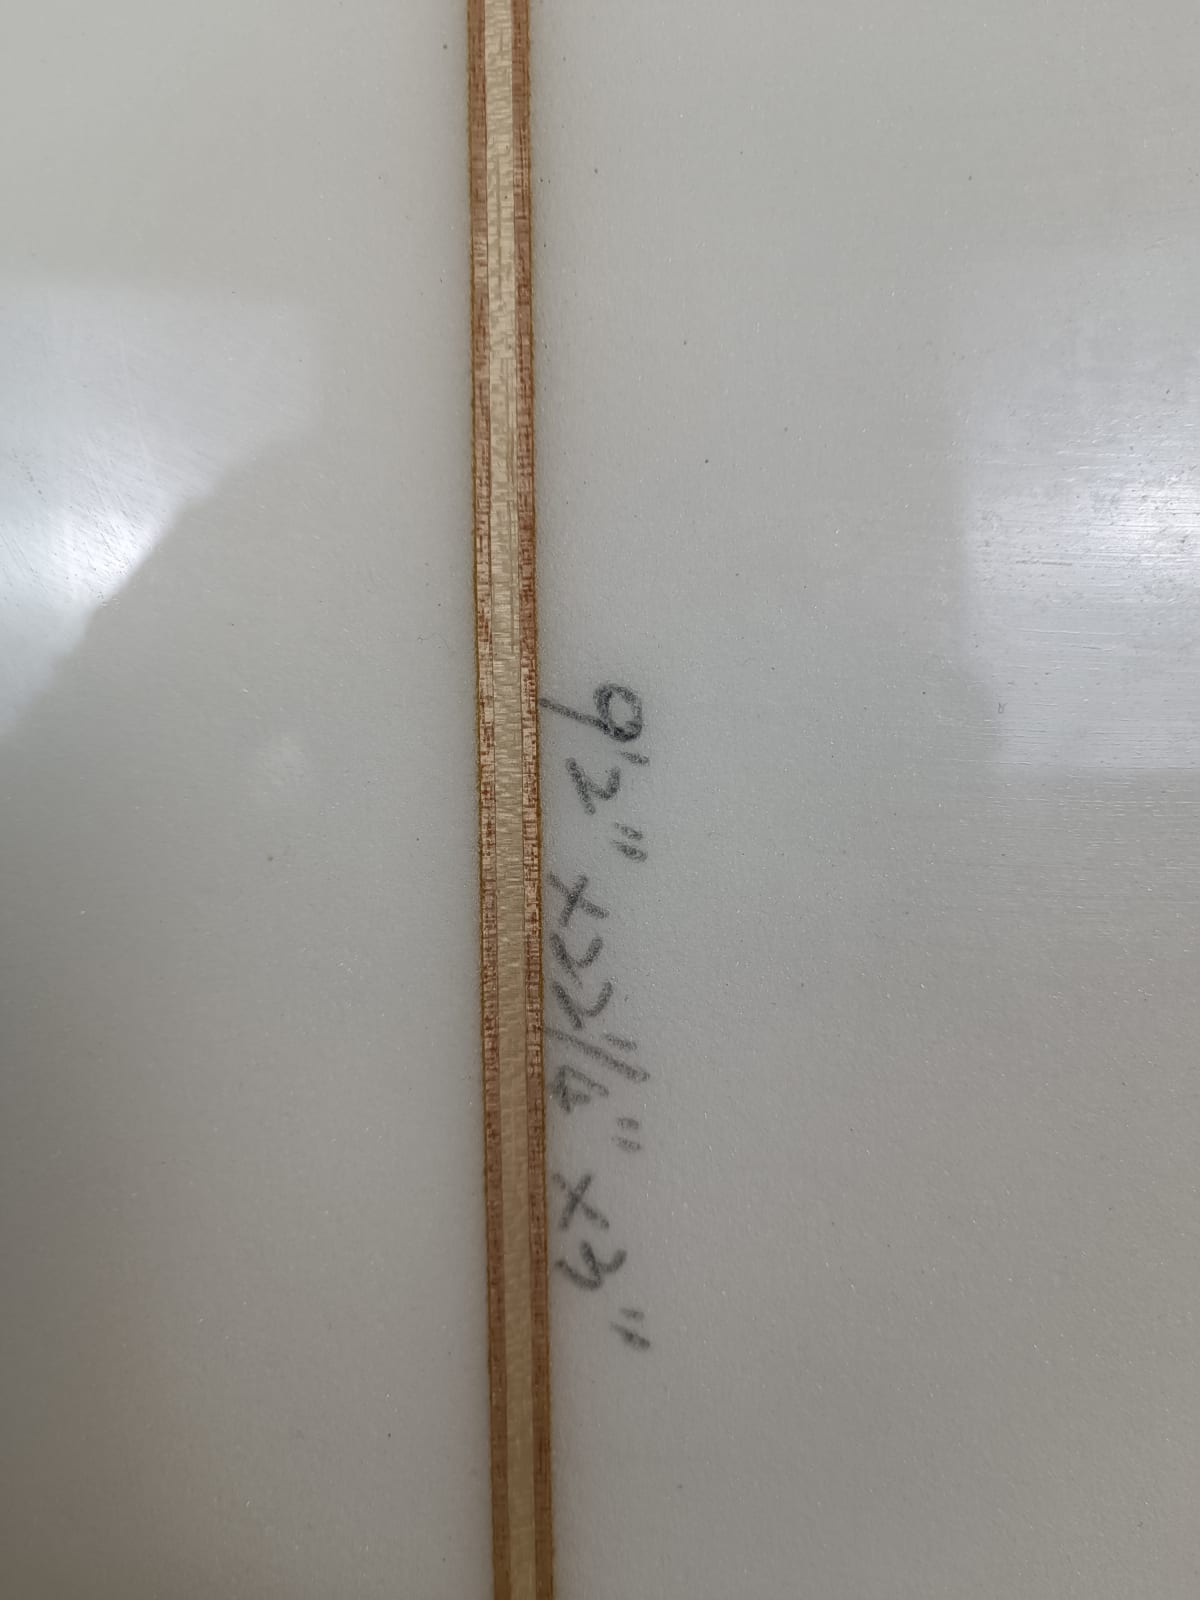 9'2" x 22 1/4" x 3"